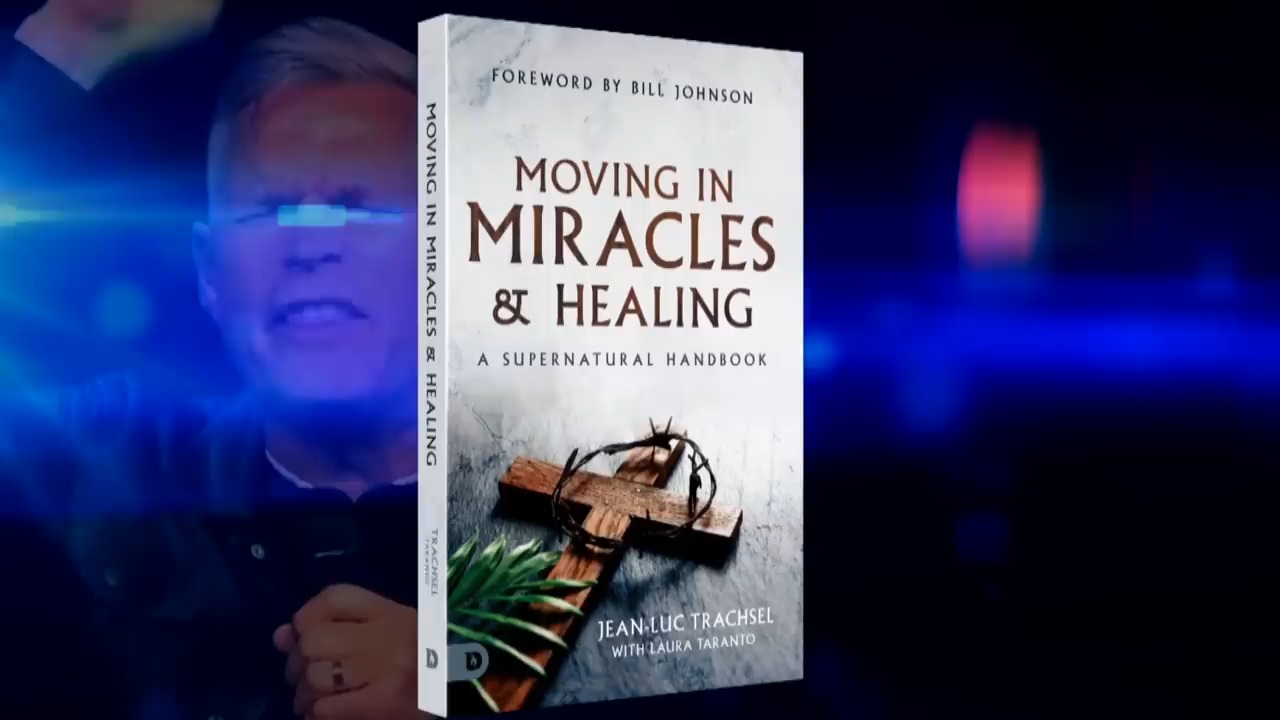 FOREWORD BY BILL JOHNSON
MOVING IN
MIRACLES
& HEALING
A SUPERNATURAL HANDBOOK
JEAN-LUC TRACHSEL
WITH LAURA TARANTO
MOVING IN MIRACLES & HEALING
TRACHSEL
TARANTO
D
D